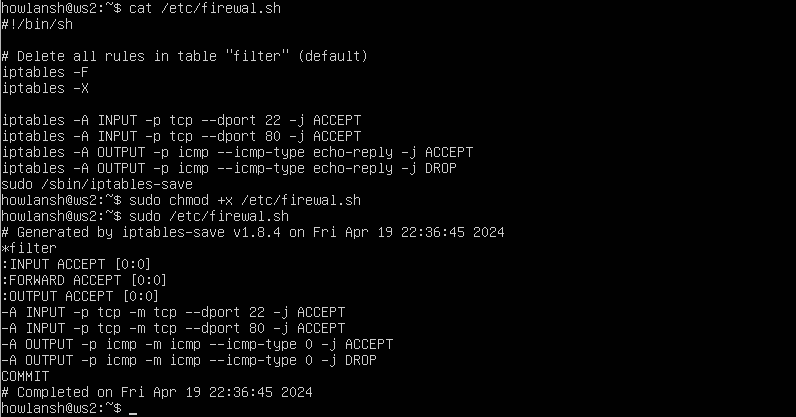 howlansh@ws2:~$ cat /etc/firewal.sh
#!/bin/sh
# Delete all rules in table "filter" (default)
iptables -F
iptables -X
iptables -A INPUT -p tcp --dport 22 -j ACCEPT
iptables -A INPUT -p tcp --dport 80 -j ACCEPT
iptables -A OUTPUT -p icmp --icmp-type echo-reply -j ACCEPT
iptables -A OUTPUT -p icmp --icmp-type echo-reply -j DROP
sudo /sbin/iptables-save
howlansh@ws2:~$ sudo chmod +x /etc/firewal.sh
howlansh@ws2:~$ sudo /etc/firewal.sh
# Generated by iptables-save v1.8.4 on Fri Apr 19 22:36:45 2024
*filter
:INPUT ACCEPT [0:0]
:FORWARD ACCEPT [0:0]
:OUTPUT ACCEPT [0:0]
-A INPUT -p tcp -m tcp --dport 22 -j ACCEPT
-A INPUT -p tcp -m tcp --dport 80 -j ACCEPT
-A OUTPUT -p icmp -m icmp --icmp-type 0 -j ACCEPT
-A OUTPUT -p icmp -m icmp --icmp-type 0 -j DROP
COMMIT
# Completed on Fri Apr 19 22:36:45 2024
howlansh@ws2:~$ _